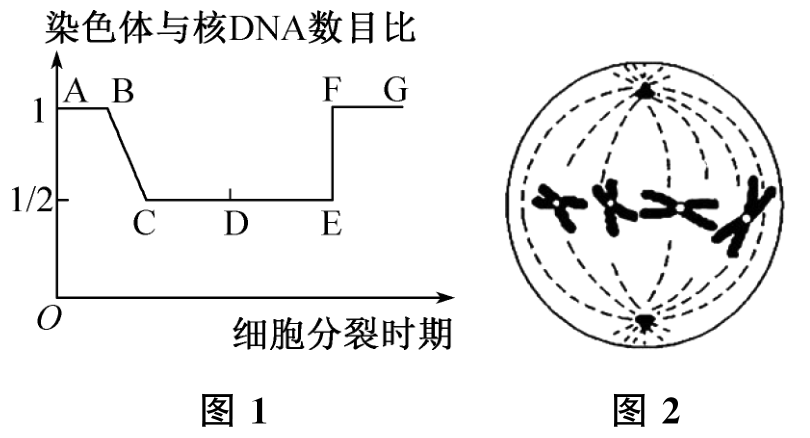 染色体与核DNA数目比
A B F G
1
1/2
C D E
O
细胞分裂时期
图 1 图 2